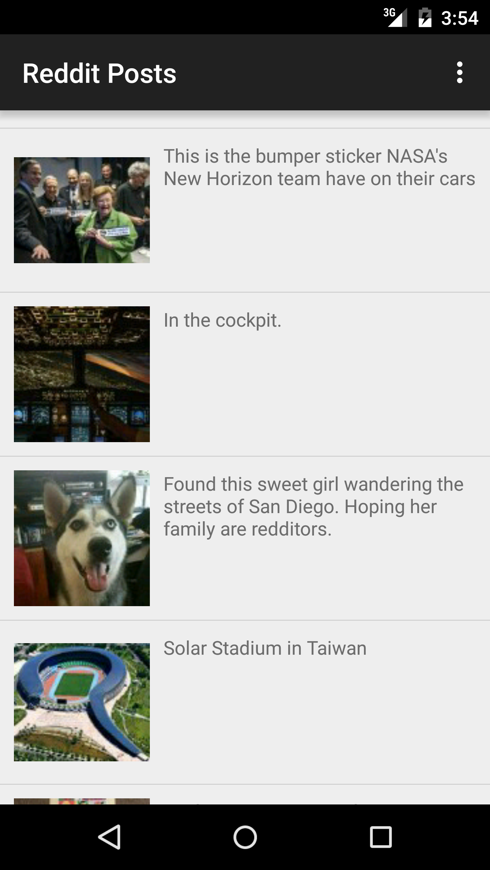 3G
3:54
Reddit Posts
This is the bumper sticker NASA's
New Horizon team have on their cars
In the cockpit.
Found this sweet girl wandering the
streets of San Diego. Hoping her
family are redditors.
Solar Stadium in Taiwan